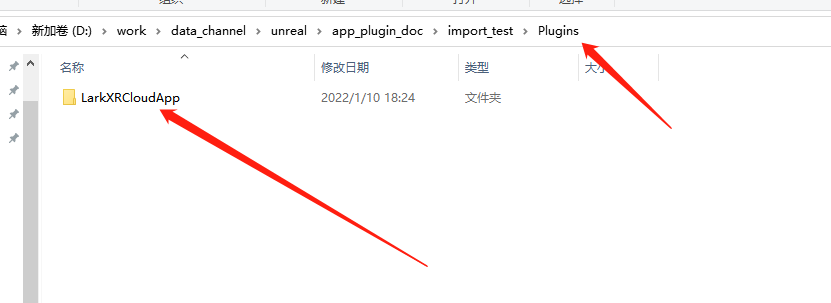 新加卷 (D:) › work › data_channel › unreal › app_plugin_doc › import_test › Plugins
名称 修改日期 类型 大小
LarkXRCloudApp 2022/1/10 18:24 文件夹